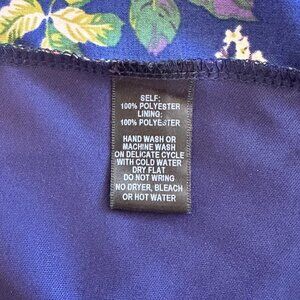 SELF:
100% POLYESTER
LINING:
100% POLYESTER
HAND WASH OR
MACHINE WASH
ON DELICATE CYCLE
WITH COLD WATER
DRY FLAT
DO NOT WRING
NO DRYER, BLEACH
OR HOT WATER